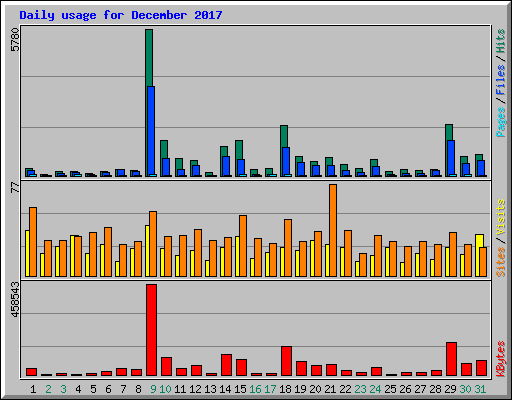 Daily usage for December 2017
5780
Pages / Files / Hits
77
Sites / Visits
458543
KBytes
1 2 3 4 5 6 7 8 9 10 11 12 13 14 15 16 17 18 19 20 21 22 23 24 25 26 27 28 29 30 31